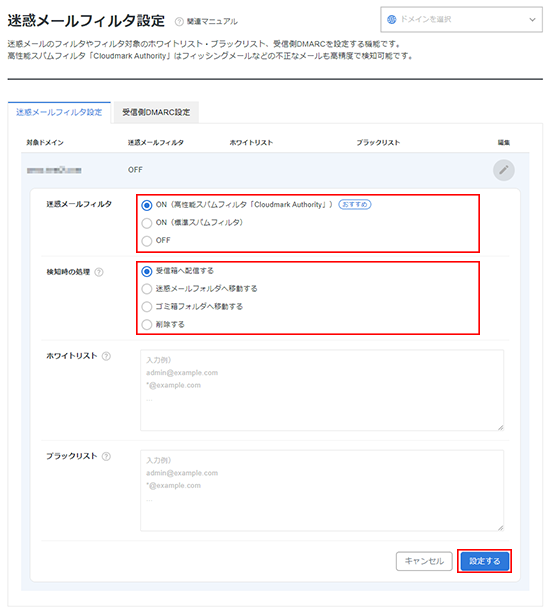 迷惑メールフィルタ設定 ? 関連マニュアル
ドメインを選択
迷惑メールのフィルタやフィルタ対象のホワイトリスト・ブラックリスト、受信側DMARCを設定する機能です。
高性能スパムフィルタ「Cloudmark Authority」はフィッシングメールなどの不正なメールも高精度で検知可能です。
迷惑メールフィルタ設定 受信側DMARC設定
対象ドメイン 迷惑メールフィルタ ホワイトリスト ブラックリスト 編集
OFF
迷惑メールフィルタ
ON（高性能スパムフィルタ「Cloudmark Authority」） おすすめ
ON（標準スパムフィルタ）
OFF
検知時の処理 ?
受信箱へ配信する
迷惑メールフォルダへ移動する
ゴミ箱フォルダへ移動する
削除する
ホワイトリスト ?
入力例）
admin@example.com
*@example.com
...
ブラックリスト ?
入力例）
admin@example.com
*@example.com
...
キャンセル 設定する